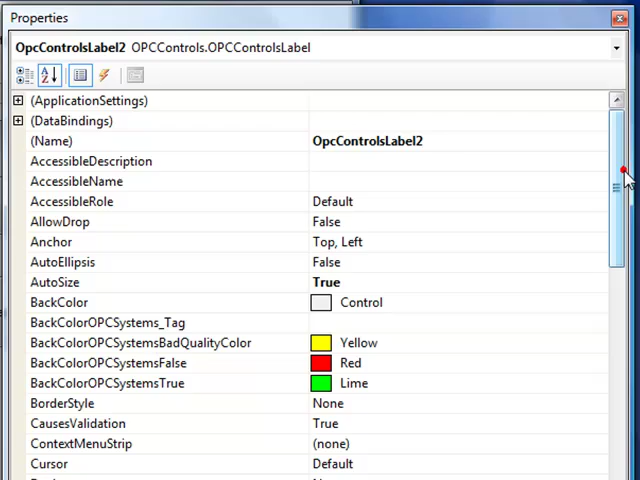 Properties
OpcControlsLabel2 OPCControls.OPCControlsLabel
(ApplicationSettings)
(DataBindings)
(Name) OpcControlsLabel2
AccessibleDescription
AccessibleName
AccessibleRole Default
AllowDrop False
Anchor Top, Left
AutoEllipsis False
AutoSize True
BackColor Control
BackColorOPCSystems_Tag
BackColorOPCSystemsBadQualityColor Yellow
BackColorOPCSystemsFalse Red
BackColorOPCSystemsTrue Lime
BorderStyle None
CausesValidation True
ContextMenuStrip (none)
Cursor Default